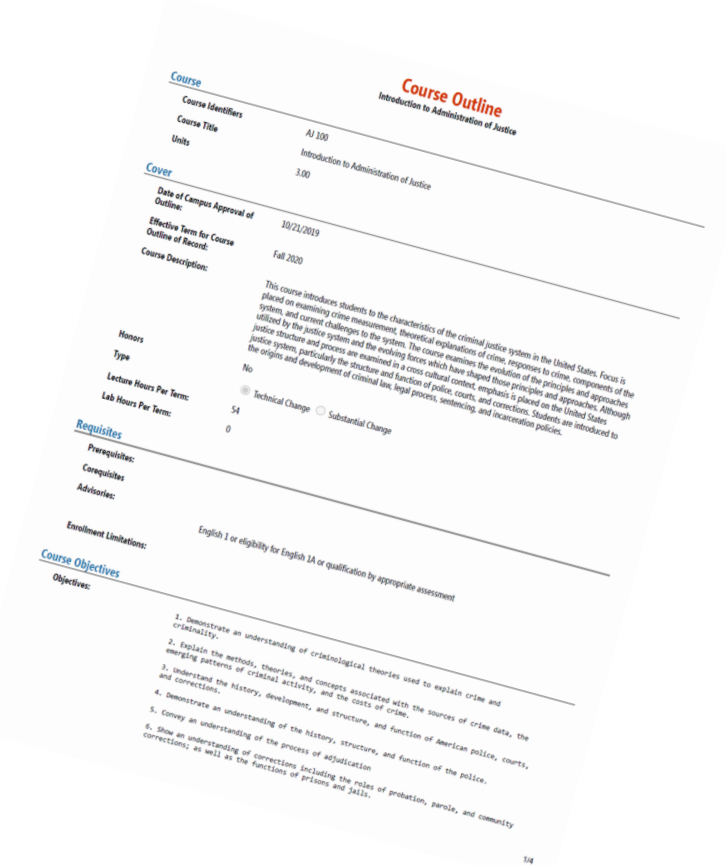 Course Outline
Introduction to Administration of Justice
Course
Course Identifiers
AJ 100
Course Title
Introduction to Administration of Justice
Units
3.00
Cover
Date of Campus Approval of
Outline:
10/21/2019
Effective Term for Course
Outline of Record:
Fall 2020
Course Description:
This course introduces students to the characteristics of the criminal justice system in the United States. Focus is
placed on examining crime measurement, theoretical explanations of crime, responses to crime, components of the
system, and current challenges to the system. The course examines the evolution of the principles and approaches
utilized by the justice system and the evolving forces which have shaped those principles and approaches. Although
justice structure and process are examined in a cross cultural context, emphasis is placed on the United States
justice system, particularly the structure and function of police, courts, and corrections. Students are introduced to
the origins and development of criminal law, legal process, sentencing, and incarceration policies.
Honors
No
Type
Technical Change Substantial Change
Lecture Hours Per Term:
54
Lab Hours Per Term:
0
Requisites
Prerequisites:
Corequisites
Advisories:
English 1 or eligibility for English 1A or qualification by appropriate assessment
Enrollment Limitations:
Course Objectives
Objectives:
1. Demonstrate an understanding of criminological theories used to explain crime and
criminality.
2. Explain the methods, theories, and concepts associated with the sources of crime data, the
emerging patterns of criminal activity, and the costs of crime.
3. Understand the history, development, and structure, and function of American police, courts,
and corrections.
4. Demonstrate an understanding of the history, structure, and function of the police.
5. Convey an understanding of the process of adjudication
6. Show an understanding of corrections including the roles of probation, parole, and community
corrections; as well as the functions of prisons and jails.
1/4